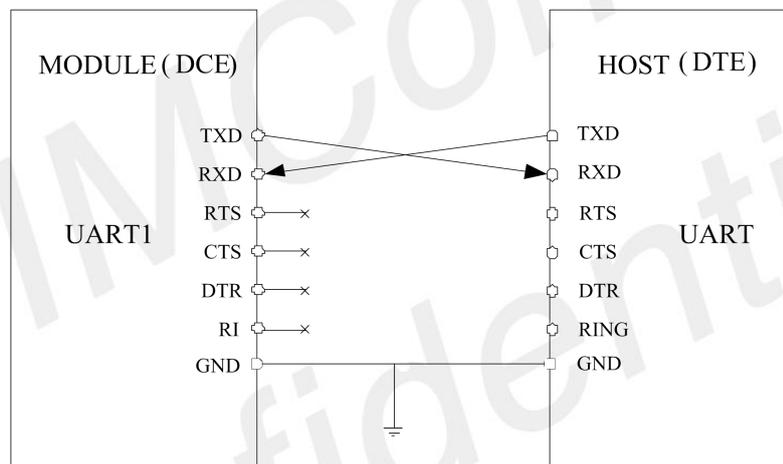 MODULE ( DCE)
HOST ( DTE)
TXD
TXD
RXD
RXD
RTS
RTS
UART1
UART
CTS
CTS
DTR
DTR
RI
RING
GND
GND